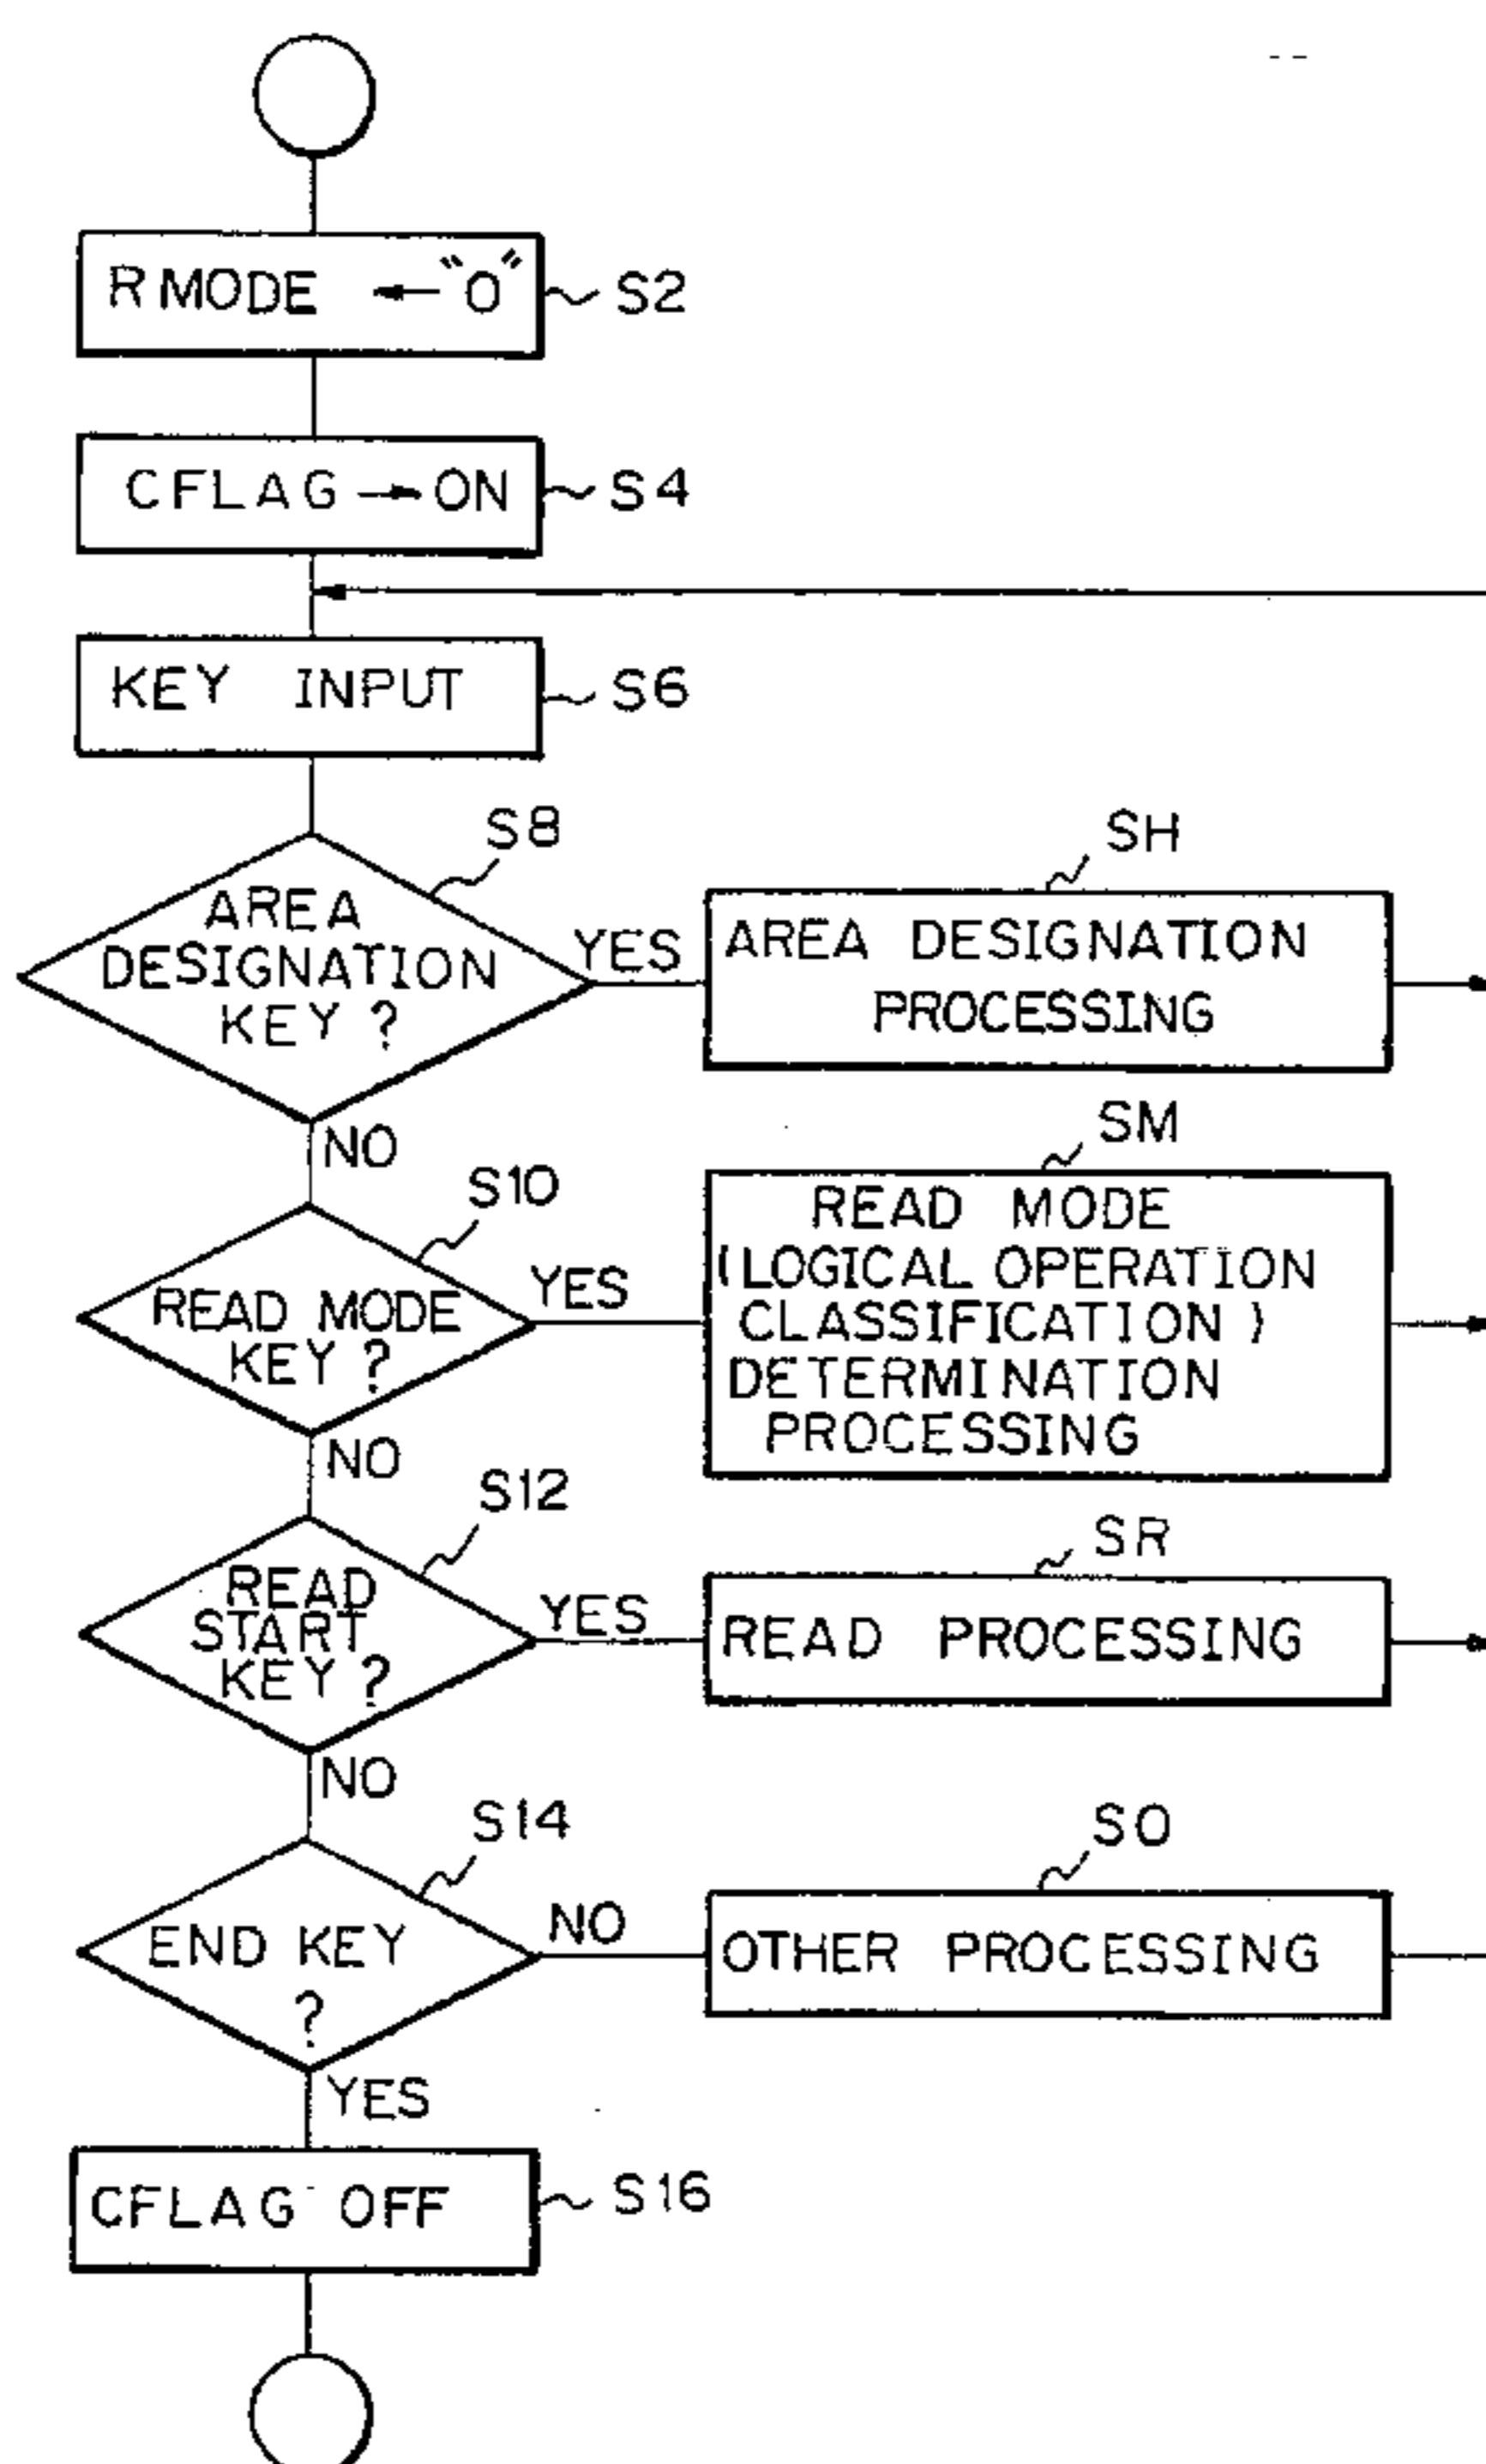 RMODE ← "0"
S2
CFLAG → ON
S4
KEY INPUT
S6
S8
AREA
DESIGNATION
KEY ?
YES
NO
SH
AREA DESIGNATION
PROCESSING
S10
READ MODE
KEY ?
YES
NO
SM
READ MODE
(LOGICAL OPERATION
CLASSIFICATION)
DETERMINATION
PROCESSING
S12
READ
START
KEY ?
YES
NO
SR
READ PROCESSING
S14
END KEY
?
NO
YES
SO
OTHER PROCESSING
CFLAG OFF
S16